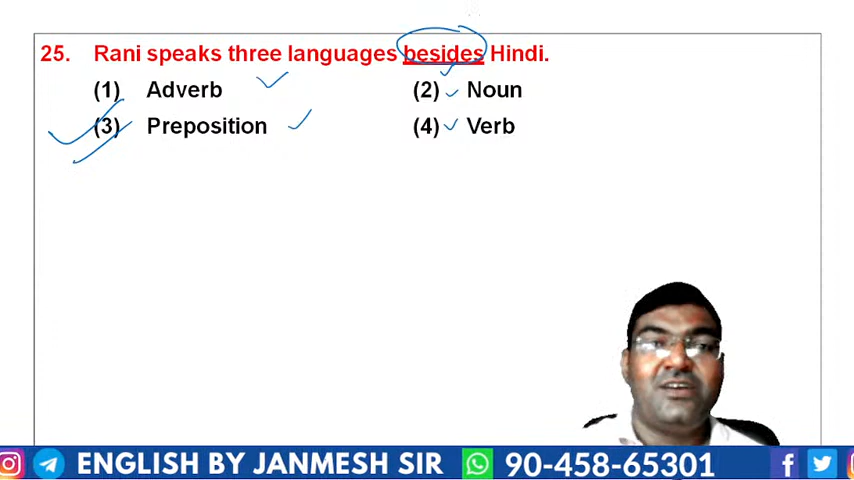 25. Rani speaks three languages besides Hindi.
(1) Adverb (2) Noun
(3) Preposition (4) Verb
ENGLISH BY JANMESH SIR 90-458-65301